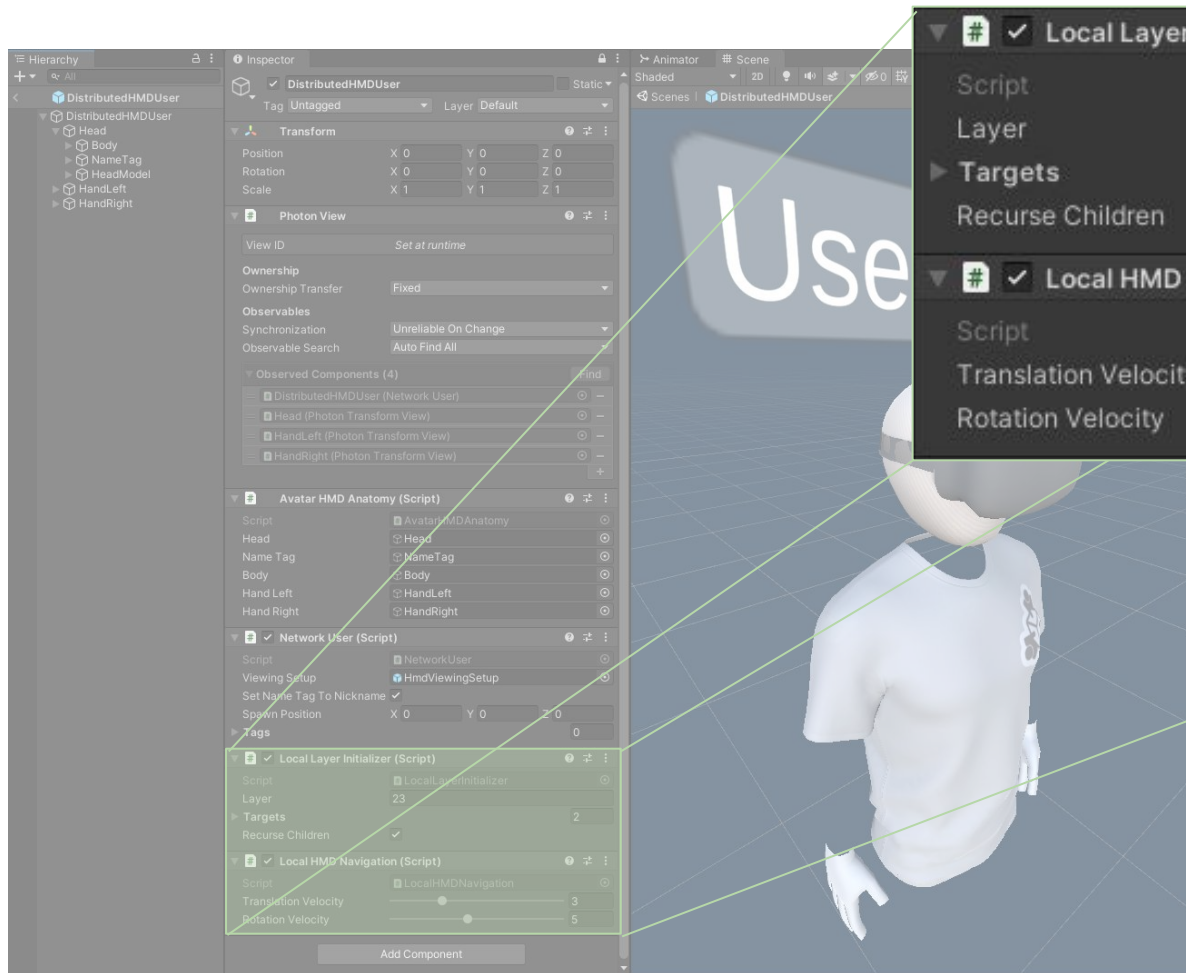 Hierarchy
All
DistributedHMDUser
DistributedHMDUser
Head
Body
NameTag
HeadModel
HandLeft
HandRight
Inspector
DistributedHMDUser Static
Tag Untagged Layer Default
Transform
Position X 0 Y 0 Z 0
Rotation X 0 Y 0 Z 0
Scale X 1 Y 1 Z 1
Photon View
View ID Set at runtime
Ownership
Ownership Transfer Fixed
Observables
Synchronization Unreliable On Change
Observable Search Auto Find All
Observed Components (4) Find
DistributedHMDUser (Network User)
Head (Photon Transform View)
HandLeft (Photon Transform View)
HandRight (Photon Transform View)
Avatar HMD Anatomy (Script)
Script AvatarHMDAnatomy
Head Head
Name Tag NameTag
Body Body
Hand Left HandLeft
Hand Right HandRight
Network User (Script)
Script NetworkUser
Viewing Setup HmdViewingSetup
Set Name Tag To Nickname
Spawn Position X 0 Y 0 Z 0
Tags 0
Local Layer Initializer (Script)
Script LocalLayerInitializer
Layer 23
Targets 2
Recurse Children
Local HMD Navigation (Script)
Script LocalHMDNavigation
Translation Velocity 3
Rotation Velocity 5
Add Component
Animator Scene
Shaded 2D 0
Scenes DistributedHMDUser
Use
Local Layer
Script
Layer
Targets
Recurse Children
Local HMD
Script
Translation Velocit
Rotation Velocity